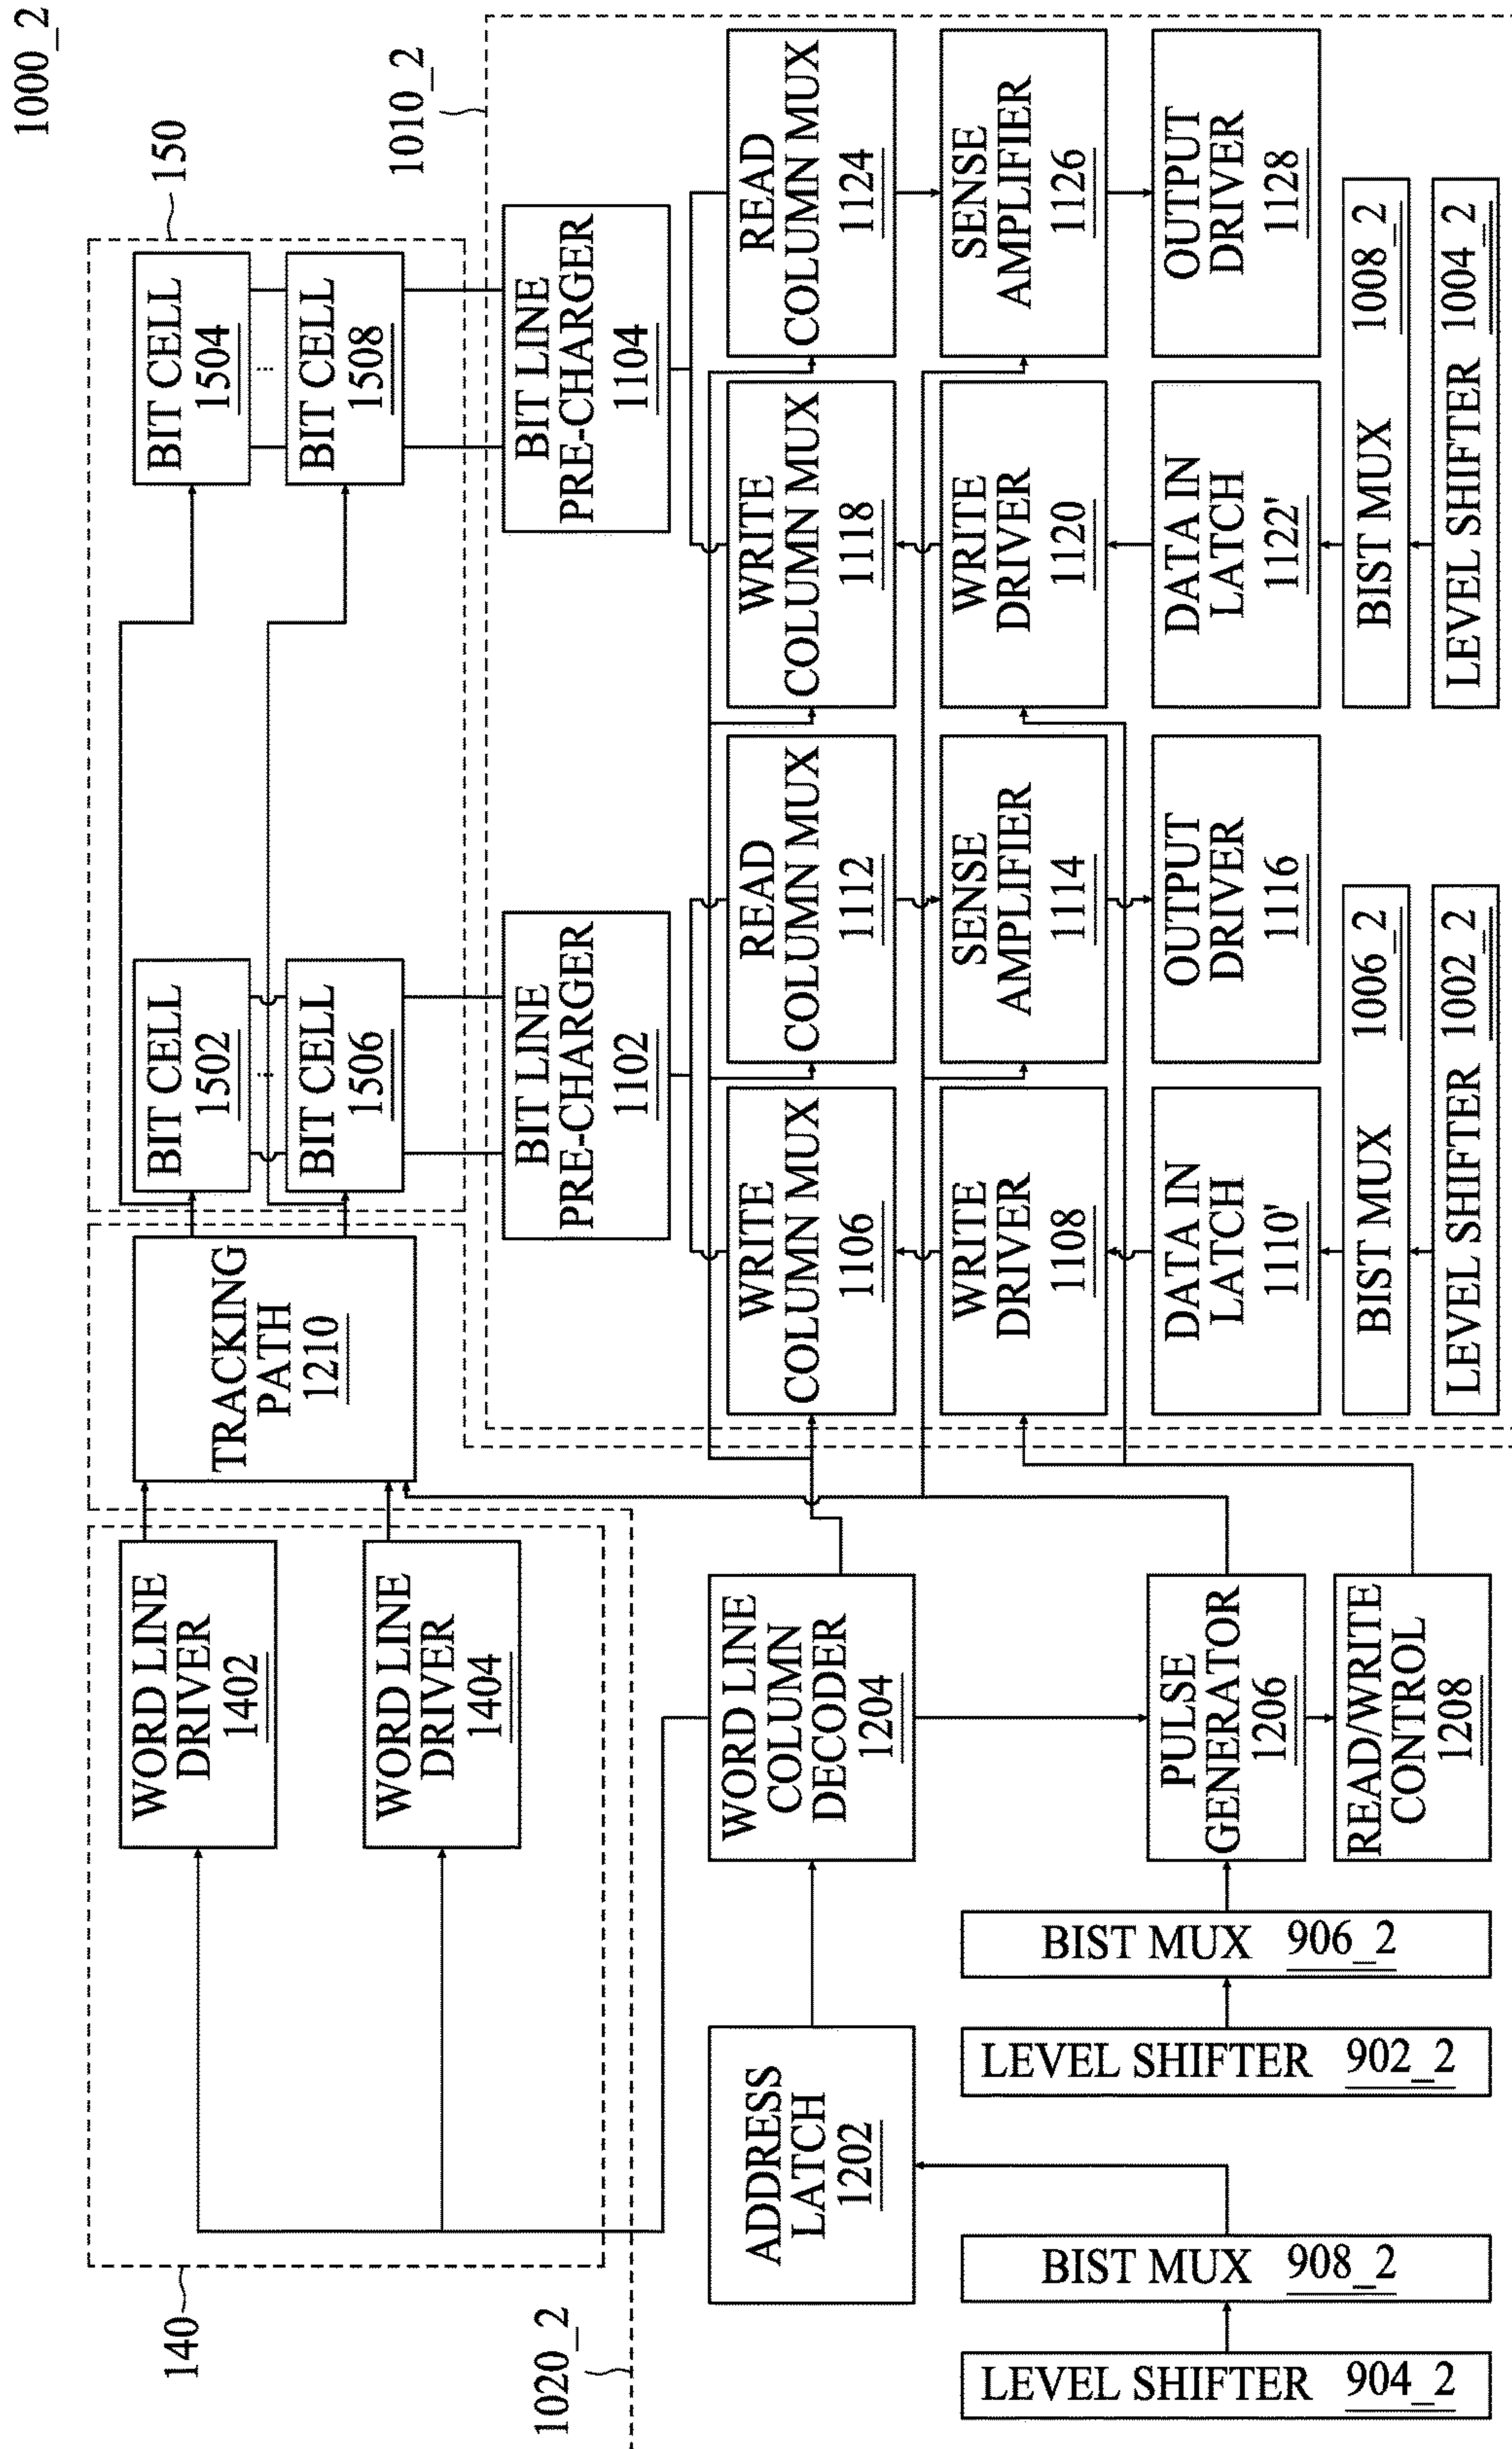 1000_2
140
150
WORD LINE
DRIVER
1402
WORD LINE
DRIVER
1404
TRACKING
PATH
1210
BIT CELL
1502
...
BIT CELL
1506
BIT CELL
1504
...
BIT CELL
1508
1020_2
1010_2
BIT LINE
PRE-CHARGER
1102
BIT LINE
PRE-CHARGER
1104
ADDRESS
LATCH
1202
WORD LINE
COLUMN
DECODER
1204
WRITE
COLUMN MUX
1106
READ
COLUMN MUX
1112
WRITE
COLUMN MUX
1118
READ
COLUMN MUX
1124
WRITE
DRIVER
1108
SENSE
AMPLIFIER
1114
WRITE
DRIVER
1120
SENSE
AMPLIFIER
1126
LEVEL SHIFTER 904_2
BIST MUX 908_2
LEVEL SHIFTER 902_2
BIST MUX 906_2
PULSE
GENERATOR
1206
READ/WRITE
CONTROL
1208
DATA IN
LATCH
1110'
OUTPUT
DRIVER
1116
DATA IN
LATCH
1122'
OUTPUT
DRIVER
1128
BIST MUX 1006_2
BIST MUX 1008_2
LEVEL SHIFTER 1002_2
LEVEL SHIFTER 1004_2